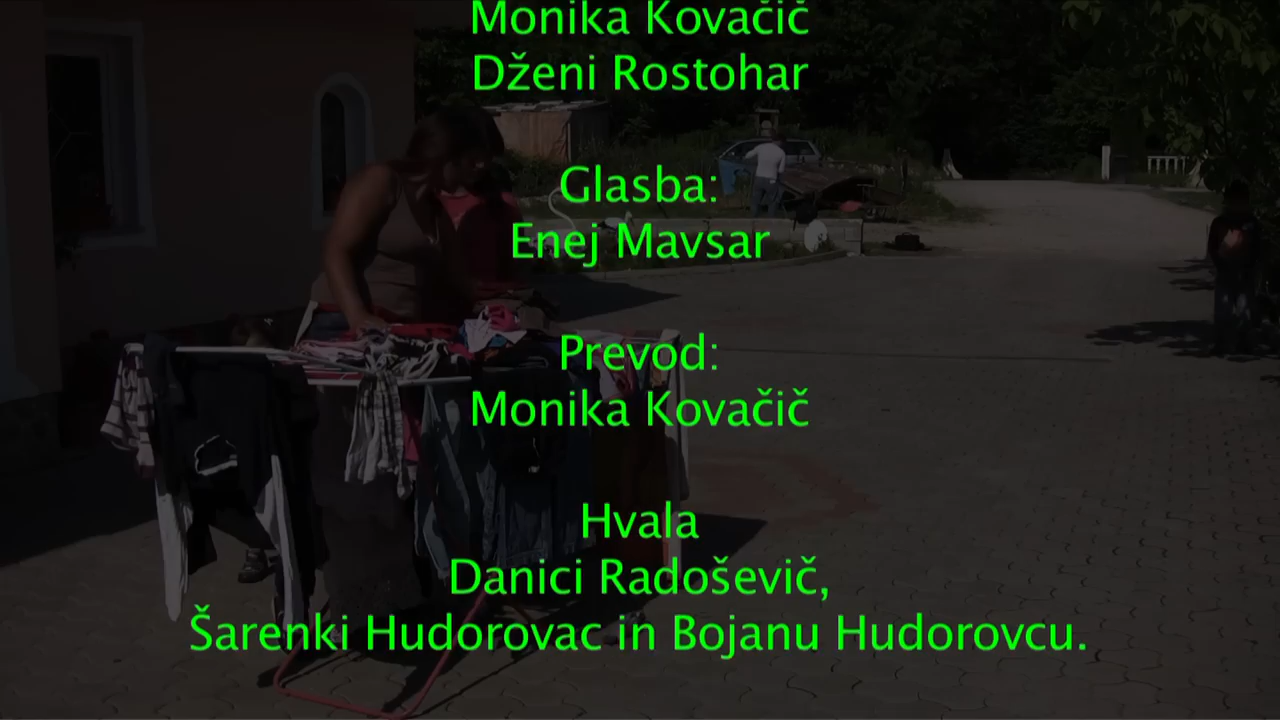 Monika Kovačič
Dženi Rostohar
Glasba:
Enej Mavsar
Prevod:
Monika Kovačič
Hvala
Danici Radoševič,
Šarenki Hudorovac in Bojanu Hudorovcu.